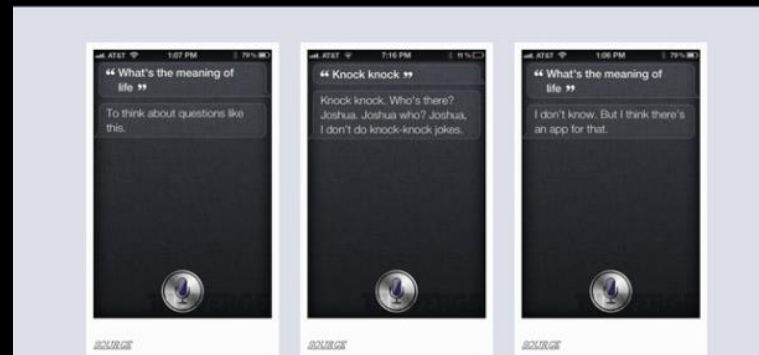 AT&T 1:07 PM 79%
“ What's the meaning of
life ”
To think about questions like
this.
SOURCE
AT&T 7:16 PM 11%
“ Knock knock ”
Knock knock. Who's there?
Joshua. Joshua who? Joshua,
I don't do knock-knock jokes.
SOURCE
AT&T 1:06 PM 79%
“ What's the meaning of
life ”
I don't know. But I think there's
an app for that.
SOURCE